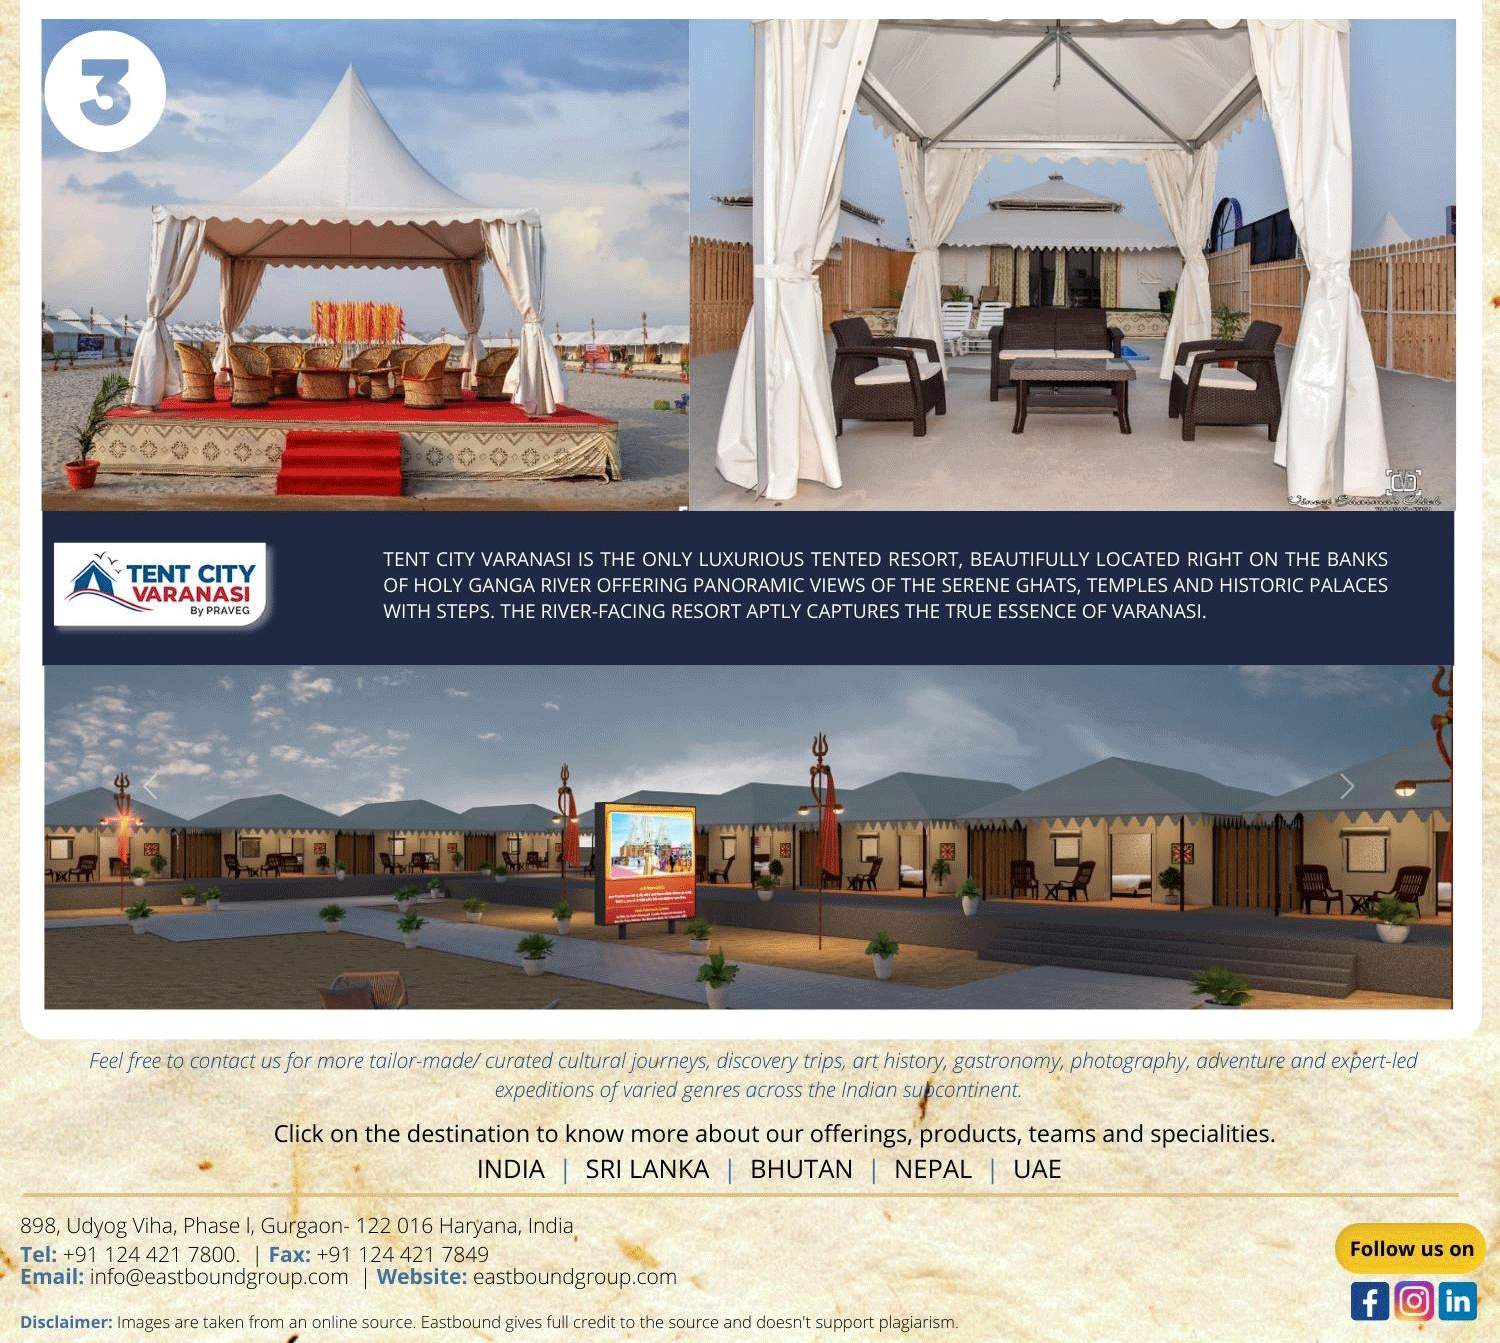 3
Vineet Sharma's Click
TENT CITY
VARANASI
By PRAVEG
TENT CITY VARANASI IS THE ONLY LUXURIOUS TENTED RESORT, BEAUTIFULLY LOCATED RIGHT ON THE BANKS
OF HOLY GANGA RIVER OFFERING PANORAMIC VIEWS OF THE SERENE GHATS, TEMPLES AND HISTORIC PALACES
WITH STEPS. THE RIVER-FACING RESORT APTLY CAPTURES THE TRUE ESSENCE OF VARANASI.
Feel free to contact us for more tailor-made/ curated cultural journeys, discovery trips, art history, gastronomy, photography, adventure and expert-led
expeditions of varied genres across the Indian subcontinent.
Click on the destination to know more about our offerings, products, teams and specialities.
INDIA | SRI LANKA | BHUTAN | NEPAL | UAE
898, Udyog Viha, Phase l, Gurgaon- 122 016 Haryana, India
Tel: +91 124 421 7800. | Fax: +91 124 421 7849
Email: info@eastboundgroup.com | Website: eastboundgroup.com
Follow us on
Disclaimer: Images are taken from an online source. Eastbound gives full credit to the source and doesn't support plagiarism.